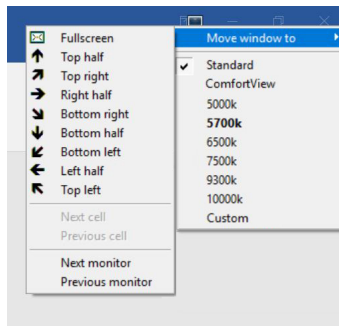 Fullscreen
Top half
Top right
Right half
Bottom right
Bottom half
Bottom left
Left half
Top left
Next cell
Previous cell
Next monitor
Previous monitor
Move window to
Standard
ComfortView
5000k
5700k
6500k
7500k
9300k
10000k
Custom